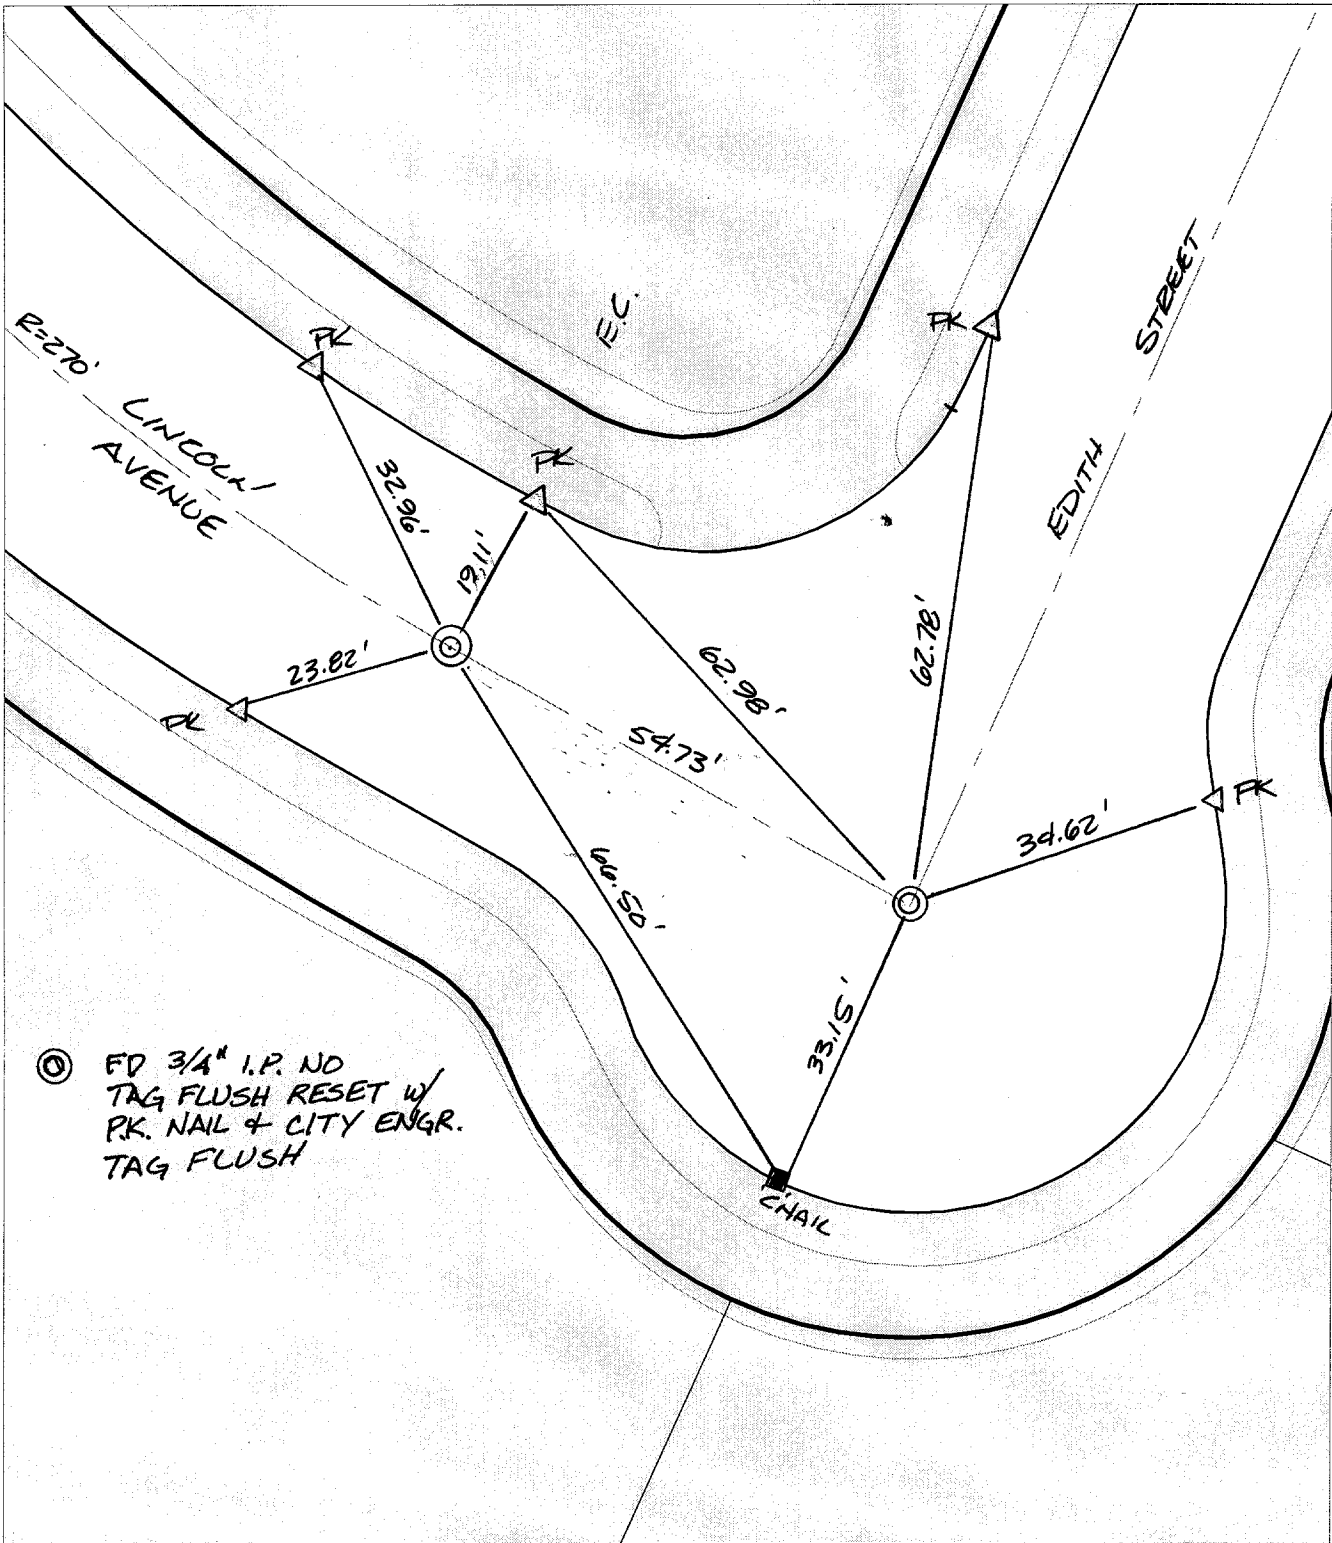 E.C.
PK
STREET
R=270'
PK
LINCOLN
AVENUE
PK
EDITH
32.96'
19.11'
62.78'
23.82'
62.98'
PK
54.73'
PK
34.62'
66.50'
33.15'
FD 3/4" I.P. NO
TAG FLUSH RESET W/
P.K. NAIL & CITY ENGR.
TAG FLUSH
C'NAIL